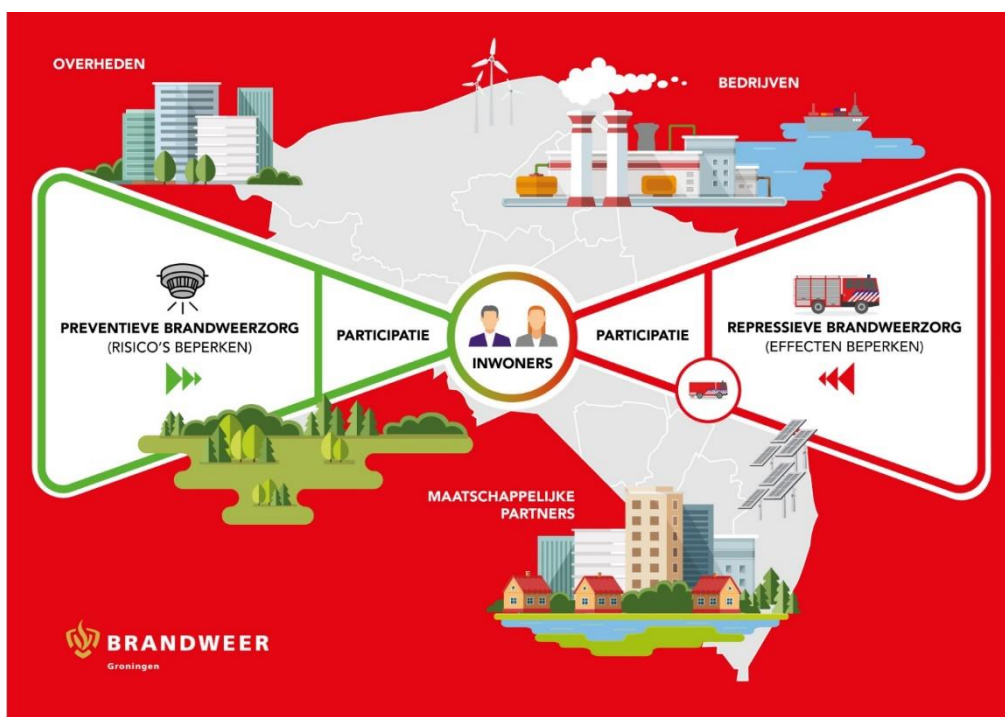 OVERHEDEN
BEDRIJVEN
PREVENTIEVE BRANDWEERZORG
(RISICO'S BEPERKEN)
PARTICIPATIE
INWONERS
PARTICIPATIE
REPRESSIEVE BRANDWEERZORG
(EFFECTEN BEPERKEN)
MAATSCHAPPELIJKE
PARTNERS
BRANDWEER
Groningen